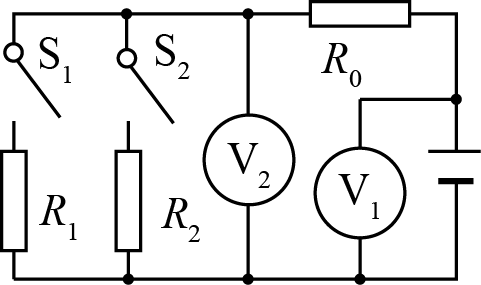 S₁
S₂
R₀
V₂
V₁
R₁
R₂